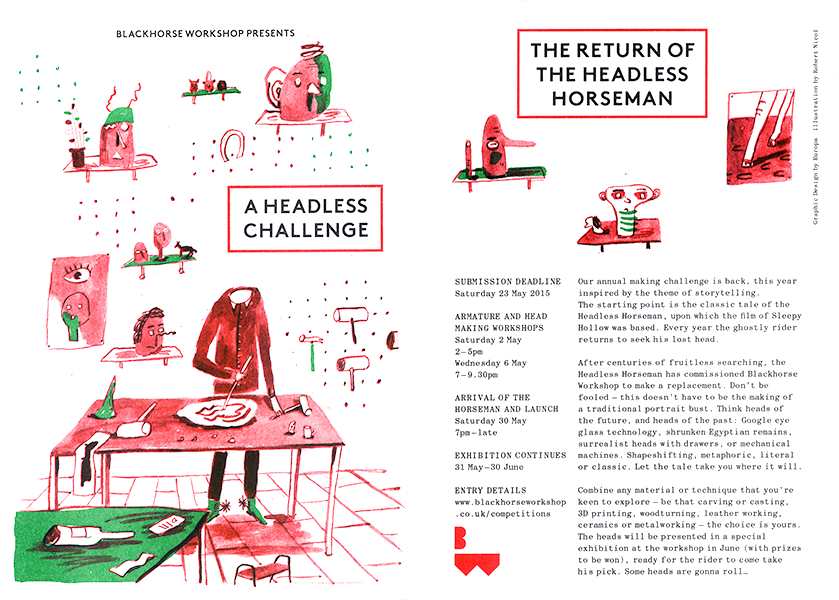 BLACKHORSE WORKSHOP PRESENTS
A HEADLESS
CHALLENGE
THE RETURN OF
THE HEADLESS
HORSEMAN
Graphic Design by Europa Illustration by Robert Nicol
SUBMISSION DEADLINE
Saturday 23 May 2015
ARMATURE AND HEAD
MAKING WORKSHOPS
Saturday 2 May
2–5pm
Wednesday 6 May
7–9.30pm
ARRIVAL OF THE
HORSEMAN AND LAUNCH
Saturday 30 May
7pm–late
EXHIBITION CONTINUES
31 May–30 June
ENTRY DETAILS
www.blackhorseworkshop
.co.uk/competitions
BW
Our annual making challenge is back, this year
inspired by the theme of storytelling.
The starting point is the classic tale of the
Headless Horseman, upon which the film of Sleepy
Hollow was based. Every year the ghostly rider
returns to seek his lost head.
After centuries of fruitless searching, the
Headless Horseman has commissioned Blackhorse
Workshop to make a replacement. Don't be
fooled – this doesn't have to be the making of
a traditional portrait bust. Think heads of
the future, and heads of the past: Google eye
glass technology, shrunken Egyptian remains,
surrealist heads with drawers, or mechanical
machines. Shapeshifting, metaphoric, literal
or classic. Let the tale take you where it will.
Combine any material or technique that you're
keen to explore – be that carving or casting,
3D printing, woodturning, leather working,
ceramics or metalworking – the choice is yours.
The heads will be presented in a special
exhibition at the workshop in June (with prizes
to be won), ready for the rider to come take
his pick. Some heads are gonna roll…